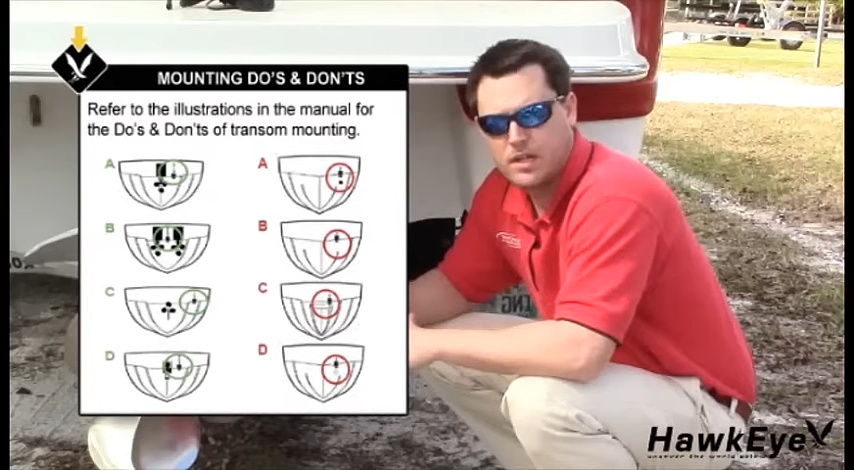 MOUNTING DO'S & DON'TS
Refer to the illustrations in the manual for
the Do's & Don'ts of transom mounting.
A A
B B
C C
D D
HawkEye